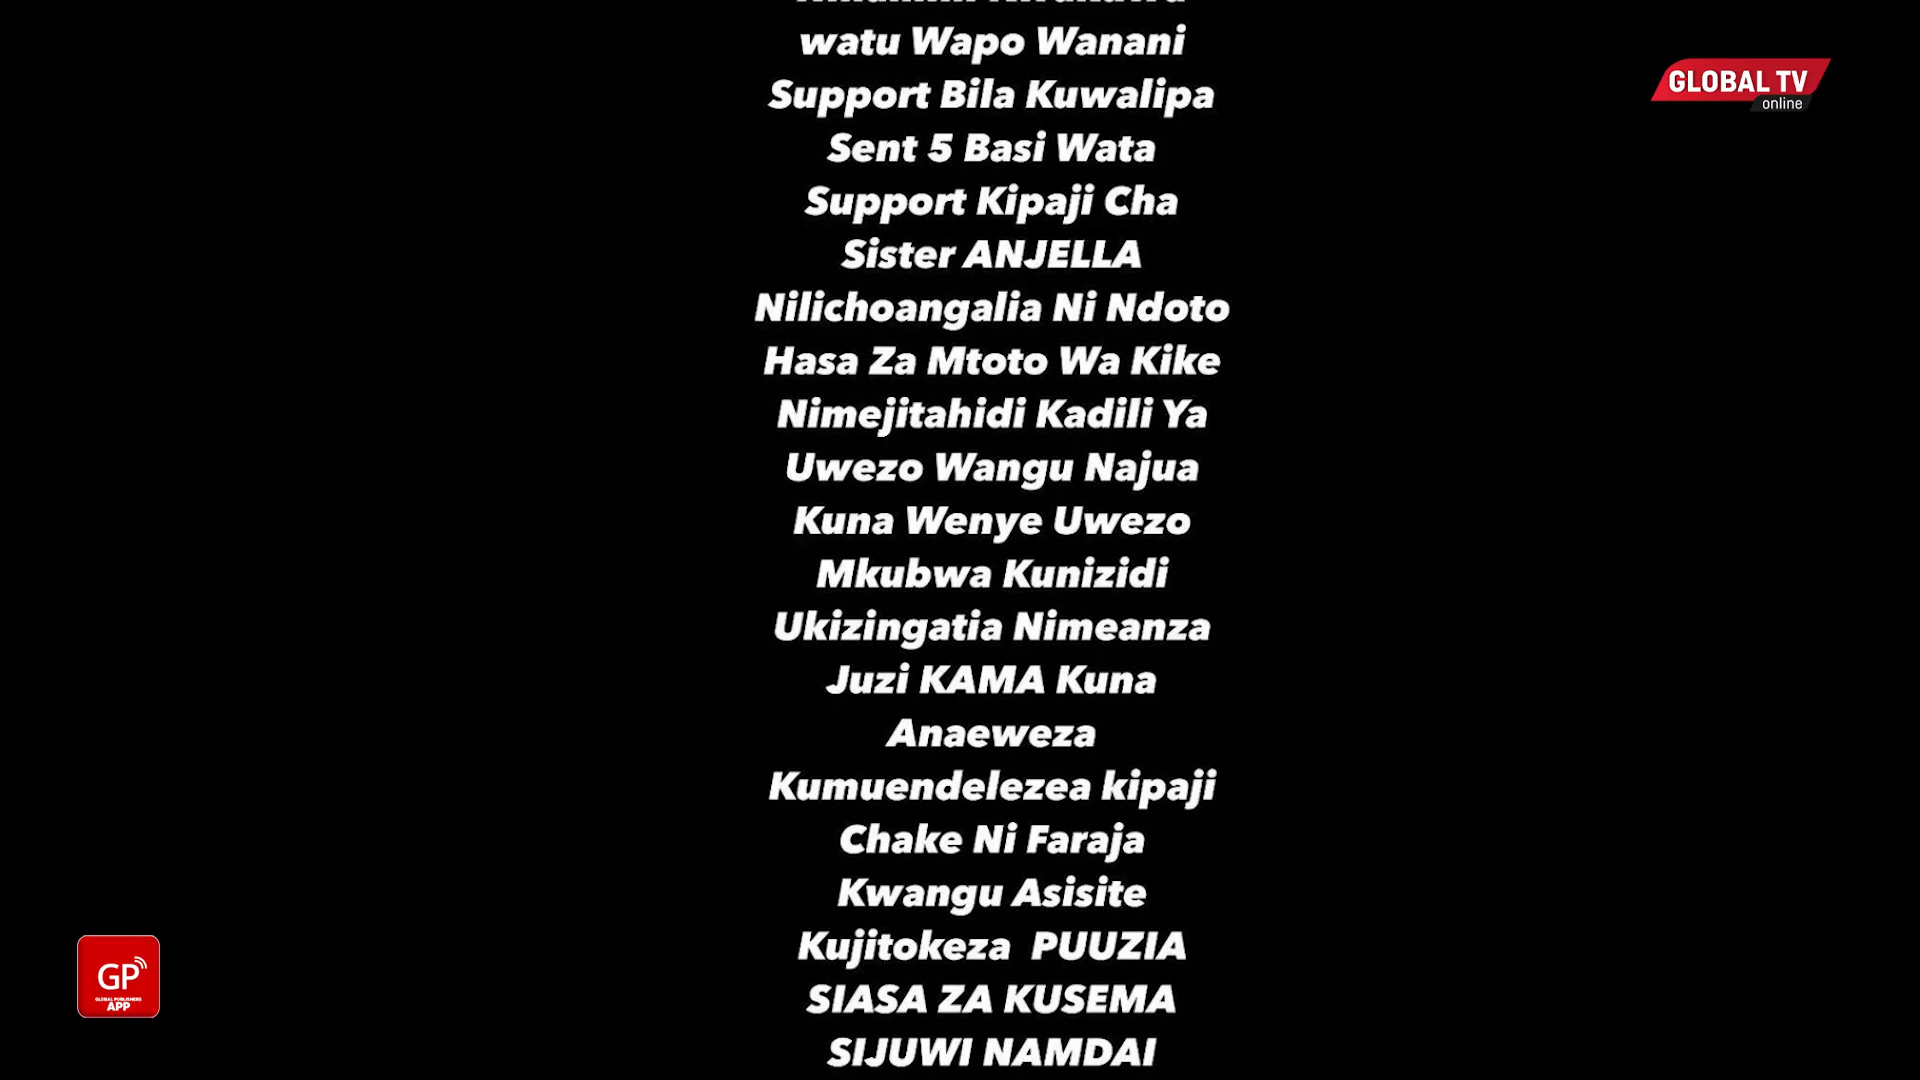 watu Wapo Wanani
Support Bila Kuwalipa
Sent 5 Basi Wata
Support Kipaji Cha
Sister ANJELLA
Nilichoangalia Ni Ndoto
Hasa Za Mtoto Wa Kike
Nimejitahidi Kadili Ya
Uwezo Wangu Najua
Kuna Wenye Uwezo
Mkubwa Kunizidi
Ukizingatia Nimeanza
Juzi KAMA Kuna
Anaeweza
Kumuendelezea kipaji
Chake Ni Faraja
Kwangu Asisite
Kujitokeza PUUZIA
SIASA ZA KUSEMA
SIJUWI NAMDAI
GLOBAL TV
online
GP
GLOBAL PUBLISHERS
APP